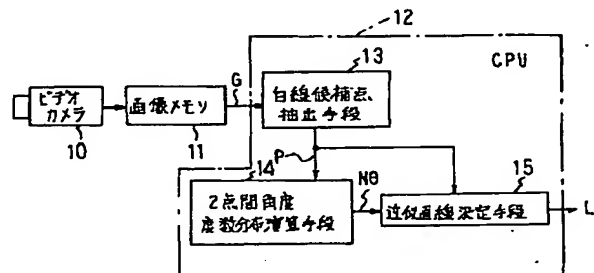 12
CPU
13
ビデオ
カメラ
10
画像メモリ
11
G
白線候補点
抽出手段
P
14
2点間角度
度数分布演算手段
Nθ
15
近似直線決定手段
L